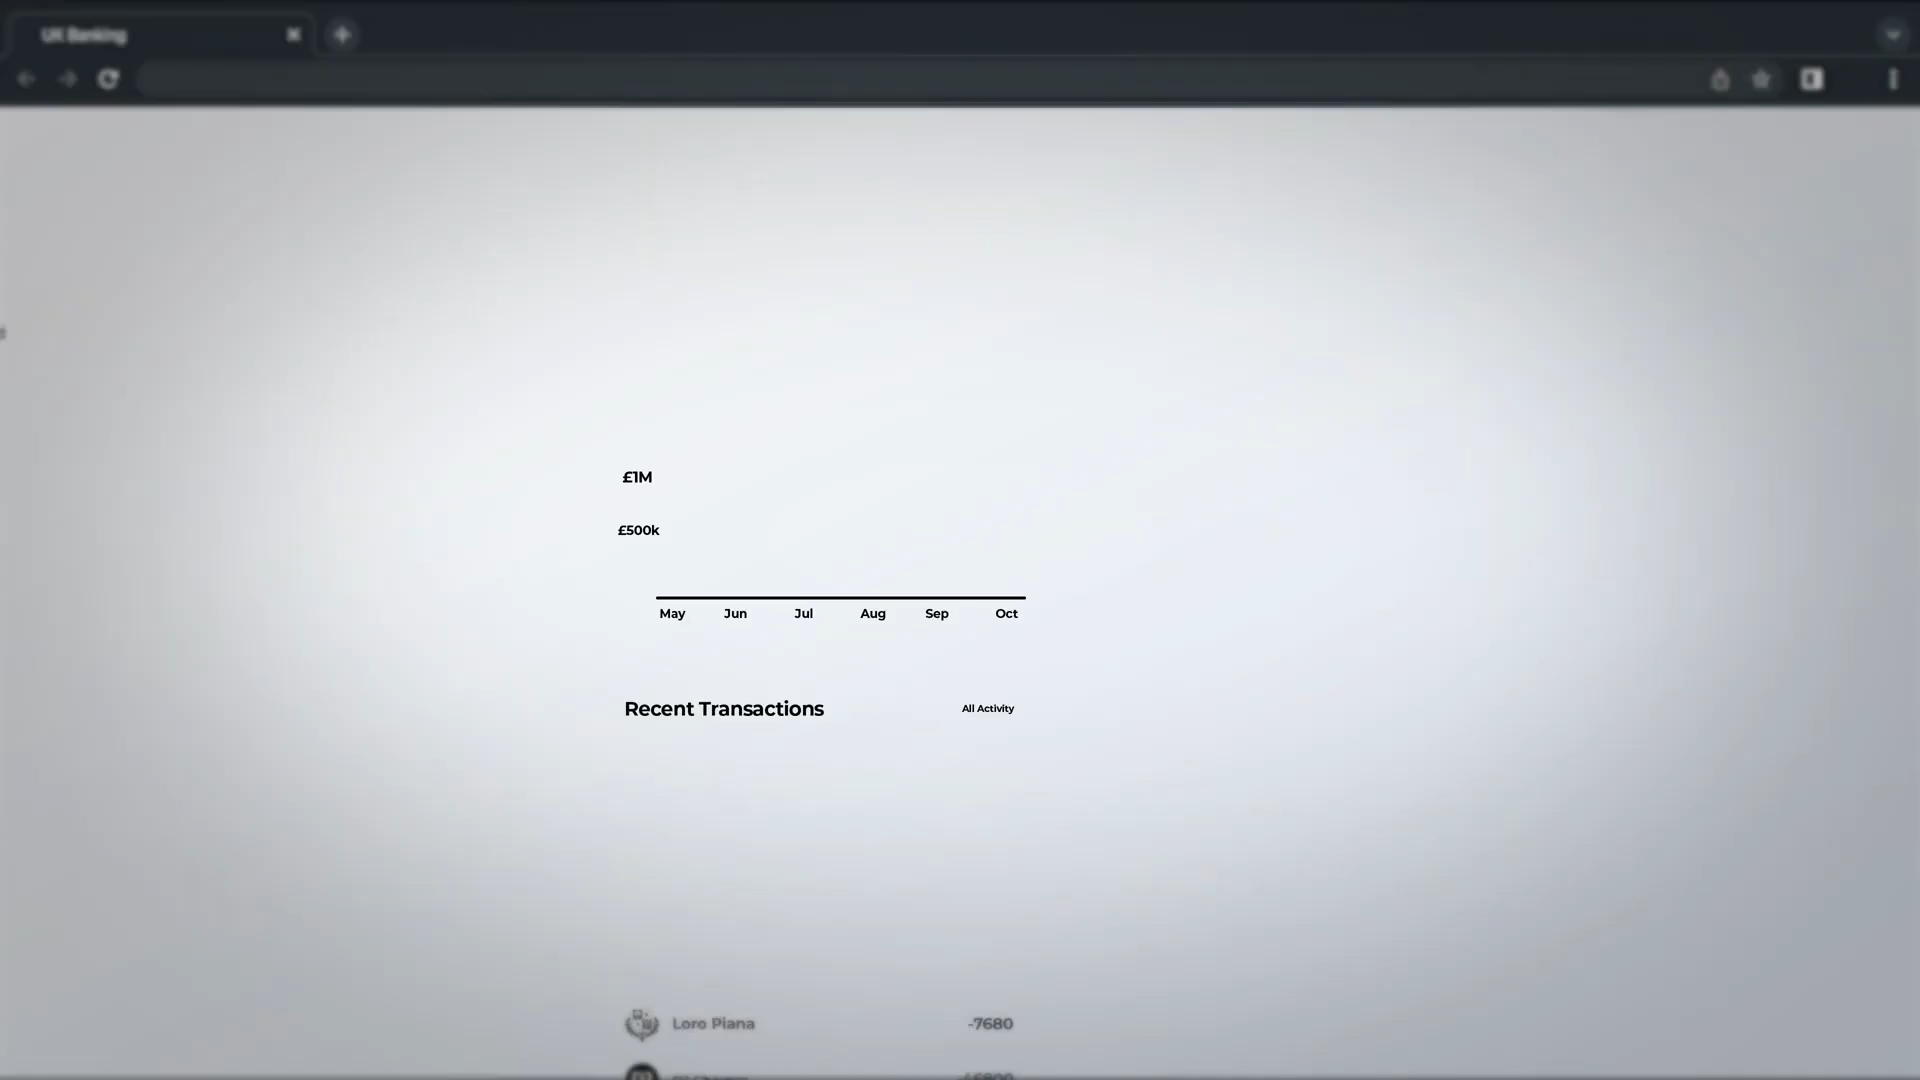 UK Banking
£1M
£500k
May Jun Jul Aug Sep Oct
Recent Transactions All Activity
Loro Piana -7680